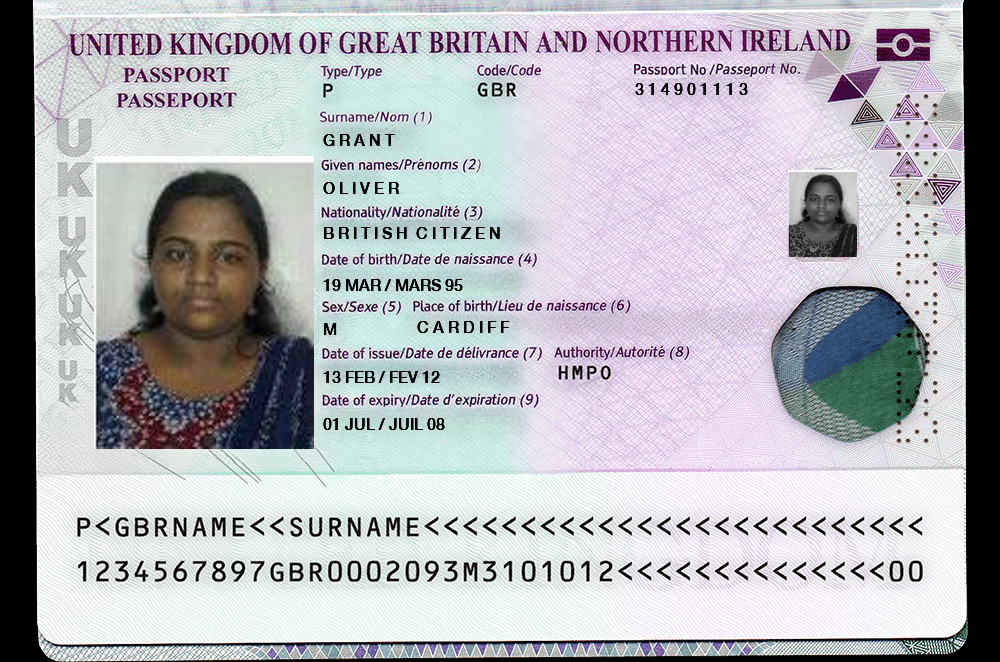 UNITED KINGDOM OF GREAT BRITAIN AND NORTHERN IRELAND
PASSPORT
PASSEPORT
Type/Type Code/Code Passport No /Passeport No.
P GBR 314901113
Surname/Nom (1)
GRANT
Given names/Prénoms (2)
OLIVER
Nationality/Nationalité (3)
BRITISH CITIZEN
Date of birth/Date de naissance (4)
19 MAR / MARS 95
Sex/Sexe (5) Place of birth/Lieu de naissance (6)
M CARDIFF
Date of issue/Date de délivrance (7) Authority/Autorité (8)
13 FEB / FEV 12 HMPO
Date of expiry/Date d'expiration (9)
01 JUL / JUIL 08
UK
UK
UK
UK
P<GBRNAME<<SURNAME<<<<<<<<<<<<<<<<<<<<<<<<<<
1234567897GBR0002093M3101012<<<<<<<<<<<<<<00